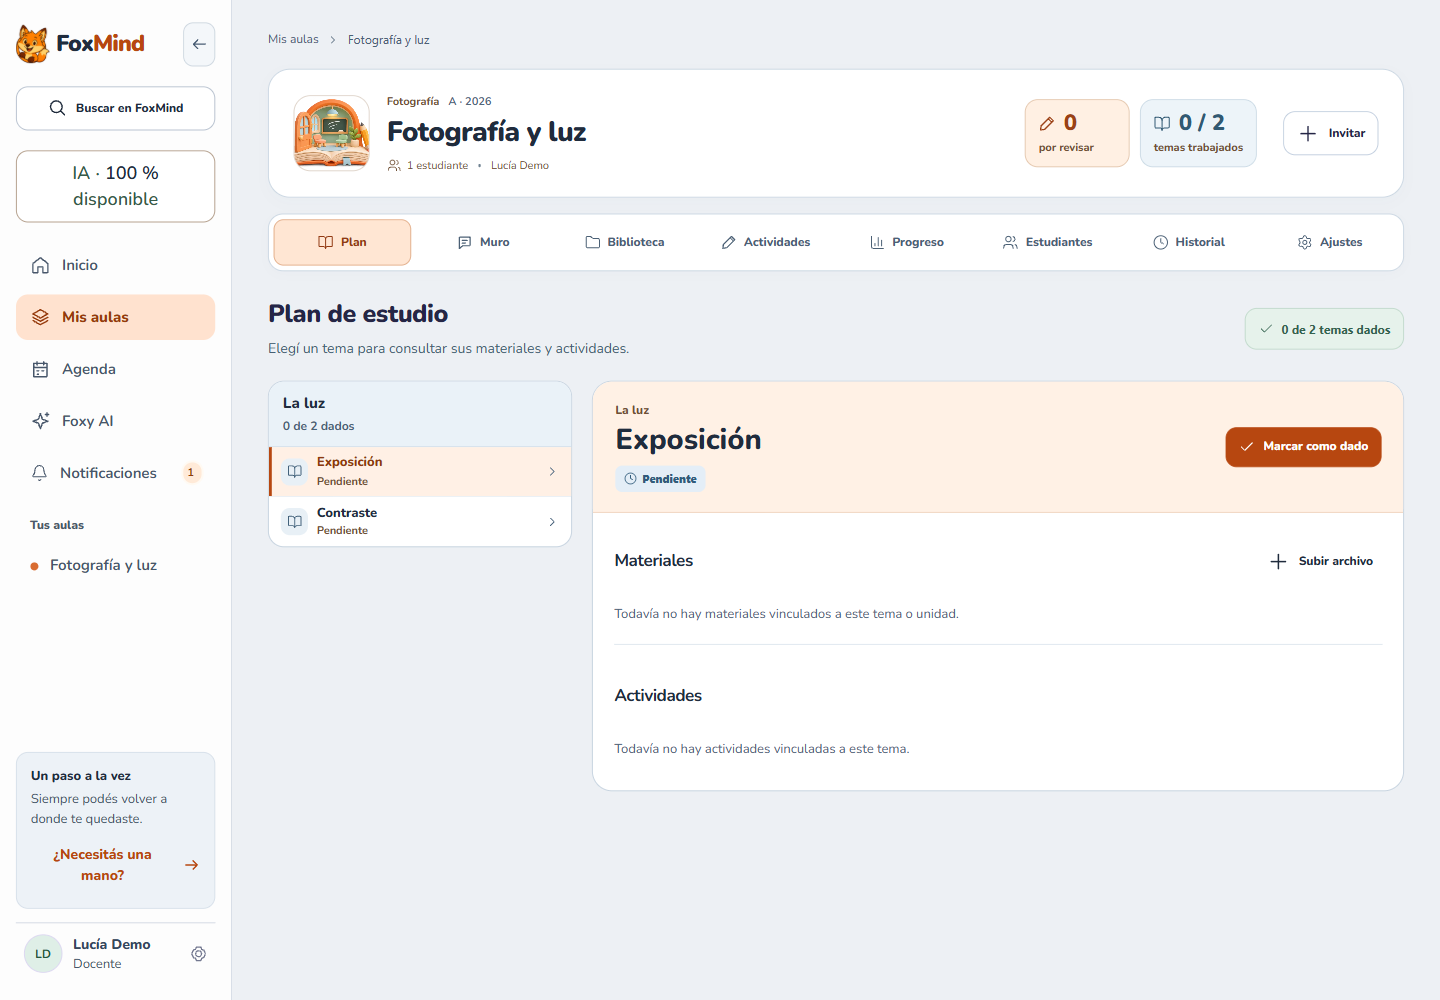 FoxMind
Buscar en FoxMind
IA · 100 %
disponible
Inicio
Mis aulas
Agenda
Foxy AI
Notificaciones 1
Tus aulas
Fotografía y luz
Un paso a la vez
Siempre podés volver a
donde te quedaste.
¿Necesitás una
mano?
LD
Lucía Demo
Docente
Mis aulas
Fotografía y luz
Fotografía A · 2026
Fotografía y luz
1 estudiante • Lucía Demo
0
por revisar
0 / 2
temas trabajados
Invitar
Plan
Muro
Biblioteca
Actividades
Progreso
Estudiantes
Historial
Ajustes
Plan de estudio
Elegí un tema para consultar sus materiales y actividades.
0 de 2 temas dados
La luz
0 de 2 dados
Exposición
Pendiente
Contraste
Pendiente
La luz
Exposición
Pendiente
Marcar como dado
Materiales
Subir archivo
Todavía no hay materiales vinculados a este tema o unidad.
Actividades
Todavía no hay actividades vinculadas a este tema.